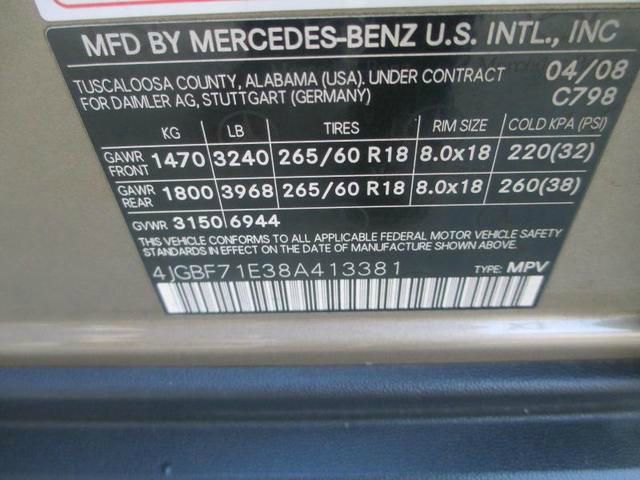 MFD BY MERCEDES-BENZ U.S. INTL., INC
TUSCALOOSA COUNTY, ALABAMA (USA). UNDER CONTRACT 04/08
FOR DAIMLER AG, STUTTGART (GERMANY) C798
KG LB TIRES RIM SIZE COLD KPA (PSI)
GAWR FRONT 1470 3240 265/60 R18 8.0x18 220(32)
GAWR REAR 1800 3968 265/60 R18 8.0x18 260(38)
GVWR 3150 6944
THIS VEHICLE CONFORMS TO ALL APPLICABLE FEDERAL MOTOR VEHICLE SAFETY
STANDARDS IN EFFECT ON THE DATE OF MANUFACTURE SHOWN ABOVE.
4JGBF71E38A413381 TYPE: MPV